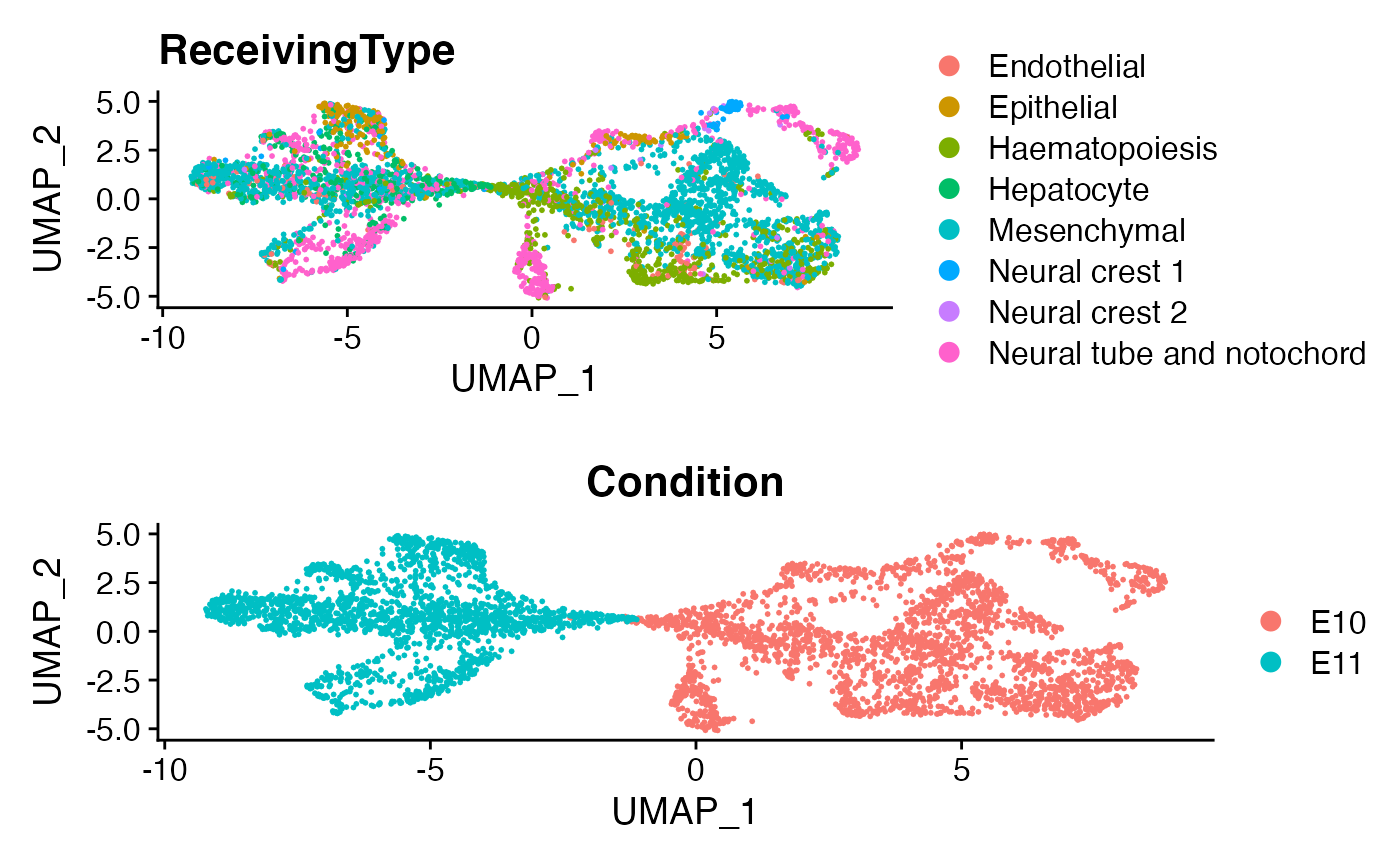 ReceivingType
UMAP_2
5.0
2.5
0.0
-2.5
-5.0
-10
-5
0
5
UMAP_1
Endothelial
Epithelial
Haematopoiesis
Hepatocyte
Mesenchymal
Neural crest 1
Neural crest 2
Neural tube and notochord
Condition
UMAP_2
5.0
2.5
0.0
-2.5
-5.0
-10
-5
0
5
UMAP_1
E10
E11